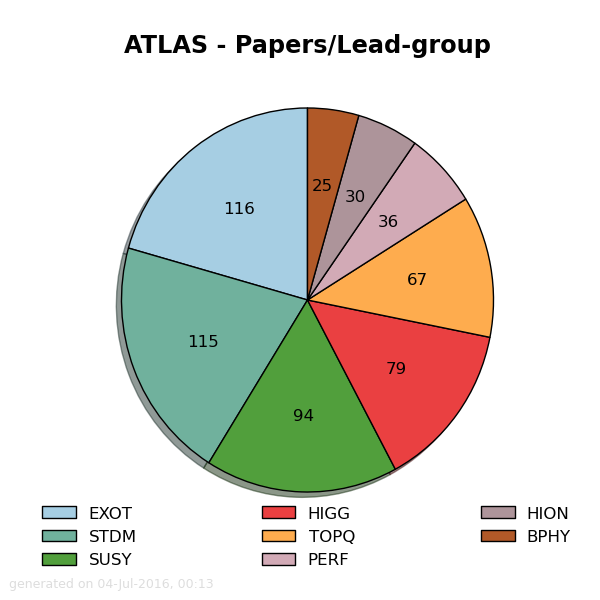 ATLAS - Papers/Lead-group
25
30
116
36
67
115
79
94
EXOT
HIGG
HION
STDM
TOPQ
BPHY
SUSY
PERF
generated on 04-Jul-2016, 00:13